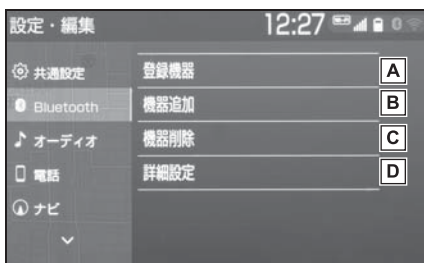 設定・編集
12:27
共通設定
登録機器
A
Bluetooth
機器追加
B
オーディオ
機器削除
C
電話
詳細設定
D
ナビ